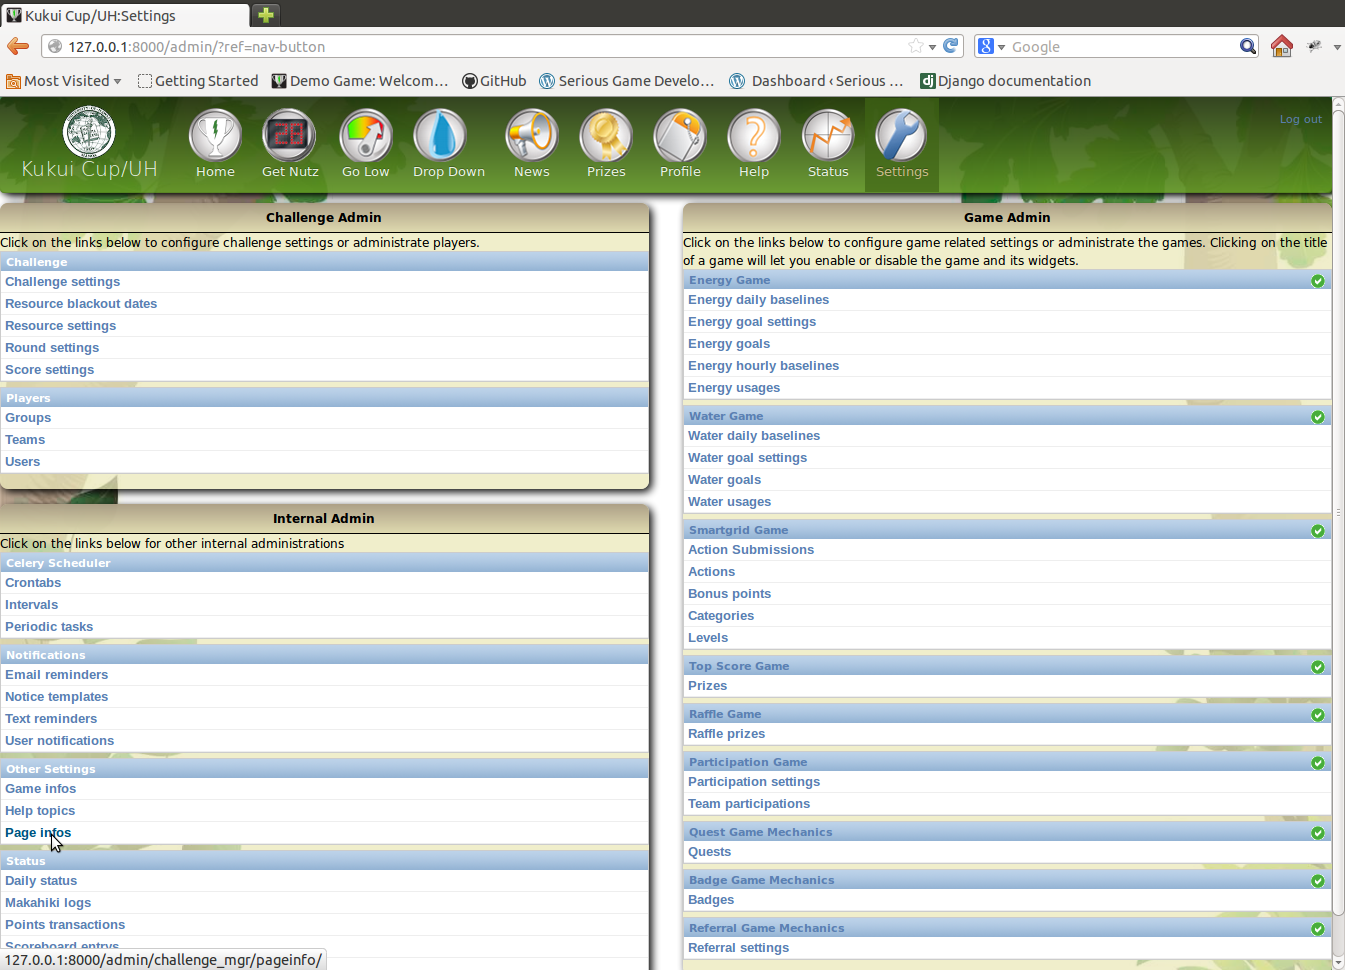 Kukui Cup/UH:Settings
127.0.0.1:8000/admin/?ref=nav-button
Google
Most Visited
Getting Started
Demo Game: Welcom...
GitHub
Serious Game Develo...
Dashboard ‹ Serious ...
Django documentation
Kukui Cup/UH
Home
28
Get Nutz
Go Low
Drop Down
News
Prizes
Profile
Help
Status
Settings
Log out
Challenge Admin
Click on the links below to configure challenge settings or administrate players.
Challenge
Challenge settings
Resource blackout dates
Resource settings
Round settings
Score settings
Players
Groups
Teams
Users
Internal Admin
Click on the links below for other internal administrations
Celery Scheduler
Crontabs
Intervals
Periodic tasks
Notifications
Email reminders
Notice templates
Text reminders
User notifications
Other Settings
Game infos
Help topics
Page infos
Status
Daily status
Makahiki logs
Points transactions
Scoreboard entrys
127.0.0.1:8000/admin/challenge_mgr/pageinfo/
Game Admin
Click on the links below to configure game related settings or administrate the games. Clicking on the title
of a game will let you enable or disable the game and its widgets.
Energy Game
Energy daily baselines
Energy goal settings
Energy goals
Energy hourly baselines
Energy usages
Water Game
Water daily baselines
Water goal settings
Water goals
Water usages
Smartgrid Game
Action Submissions
Actions
Bonus points
Categories
Levels
Top Score Game
Prizes
Raffle Game
Raffle prizes
Participation Game
Participation settings
Team participations
Quest Game Mechanics
Quests
Badge Game Mechanics
Badges
Referral Game Mechanics
Referral settings